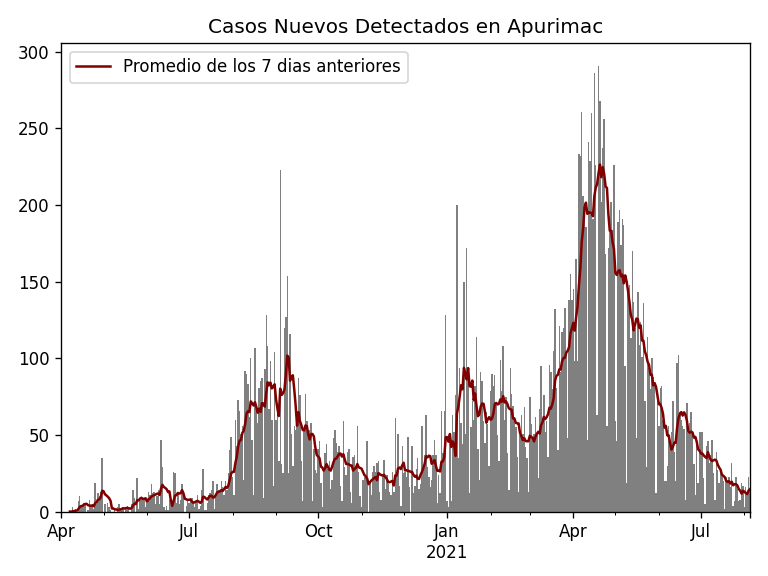 Casos Nuevos Detectados en Apurimac
Promedio de los 7 dias anteriores
300
250
200
150
100
50
0
Apr Jul Oct Jan Apr Jul
2021